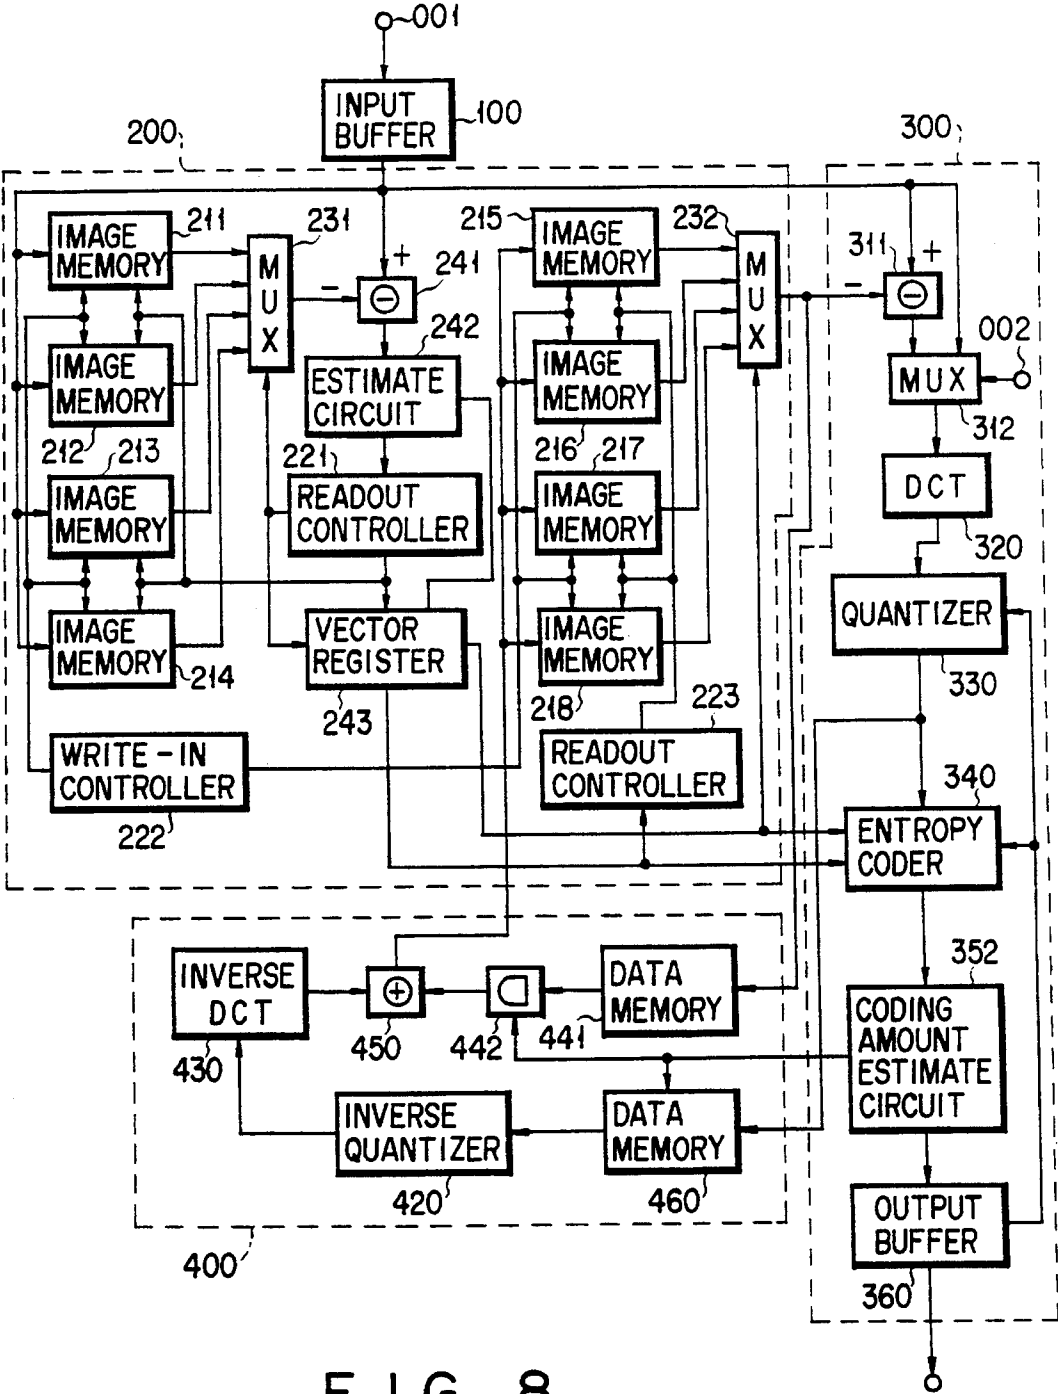 001
INPUT
BUFFER
100
200
300
IMAGE
MEMORY
211
231
MUX
+
-
241
242
ESTIMATE
CIRCUIT
IMAGE
MEMORY
212
213
IMAGE
MEMORY
221
READOUT
CONTROLLER
IMAGE
MEMORY
214
VECTOR
REGISTER
243
WRITE-IN
CONTROLLER
222
215
IMAGE
MEMORY
232
MUX
IMAGE
MEMORY
216
217
IMAGE
MEMORY
IMAGE
MEMORY
218
223
READOUT
CONTROLLER
311
+
-
002
MUX
312
DCT
320
QUANTIZER
330
340
ENTROPY
CODER
352
CODING
AMOUNT
ESTIMATE
CIRCUIT
OUTPUT
BUFFER
360
INVERSE
DCT
430
+
450
442
441
DATA
MEMORY
INVERSE
QUANTIZER
420
DATA
MEMORY
460
400
FIG. 8